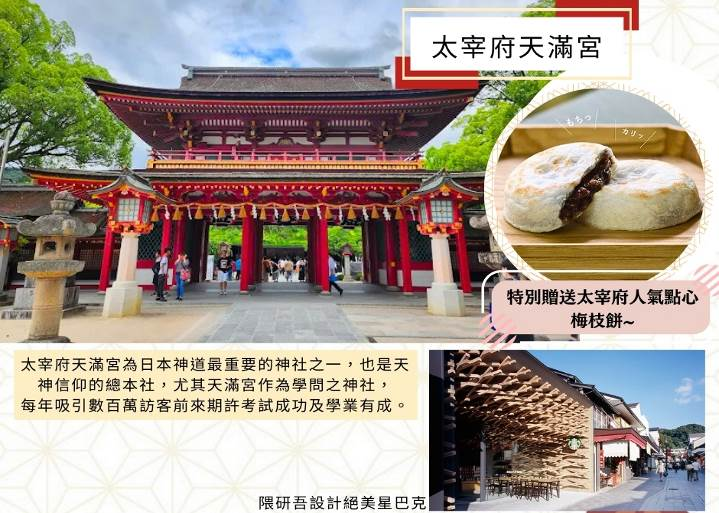 太宰府天滿宮
もちっ
カリッ
特別贈送太宰府人氣點心
梅枝餅~
太宰府天滿宮為日本神道最重要的神社之一，也是天
神信仰的總本社，尤其天滿宮作為學問之神社，
每年吸引數百萬訪客前來期許考試成功及學業有成。
隈研吾設計絕美星巴克